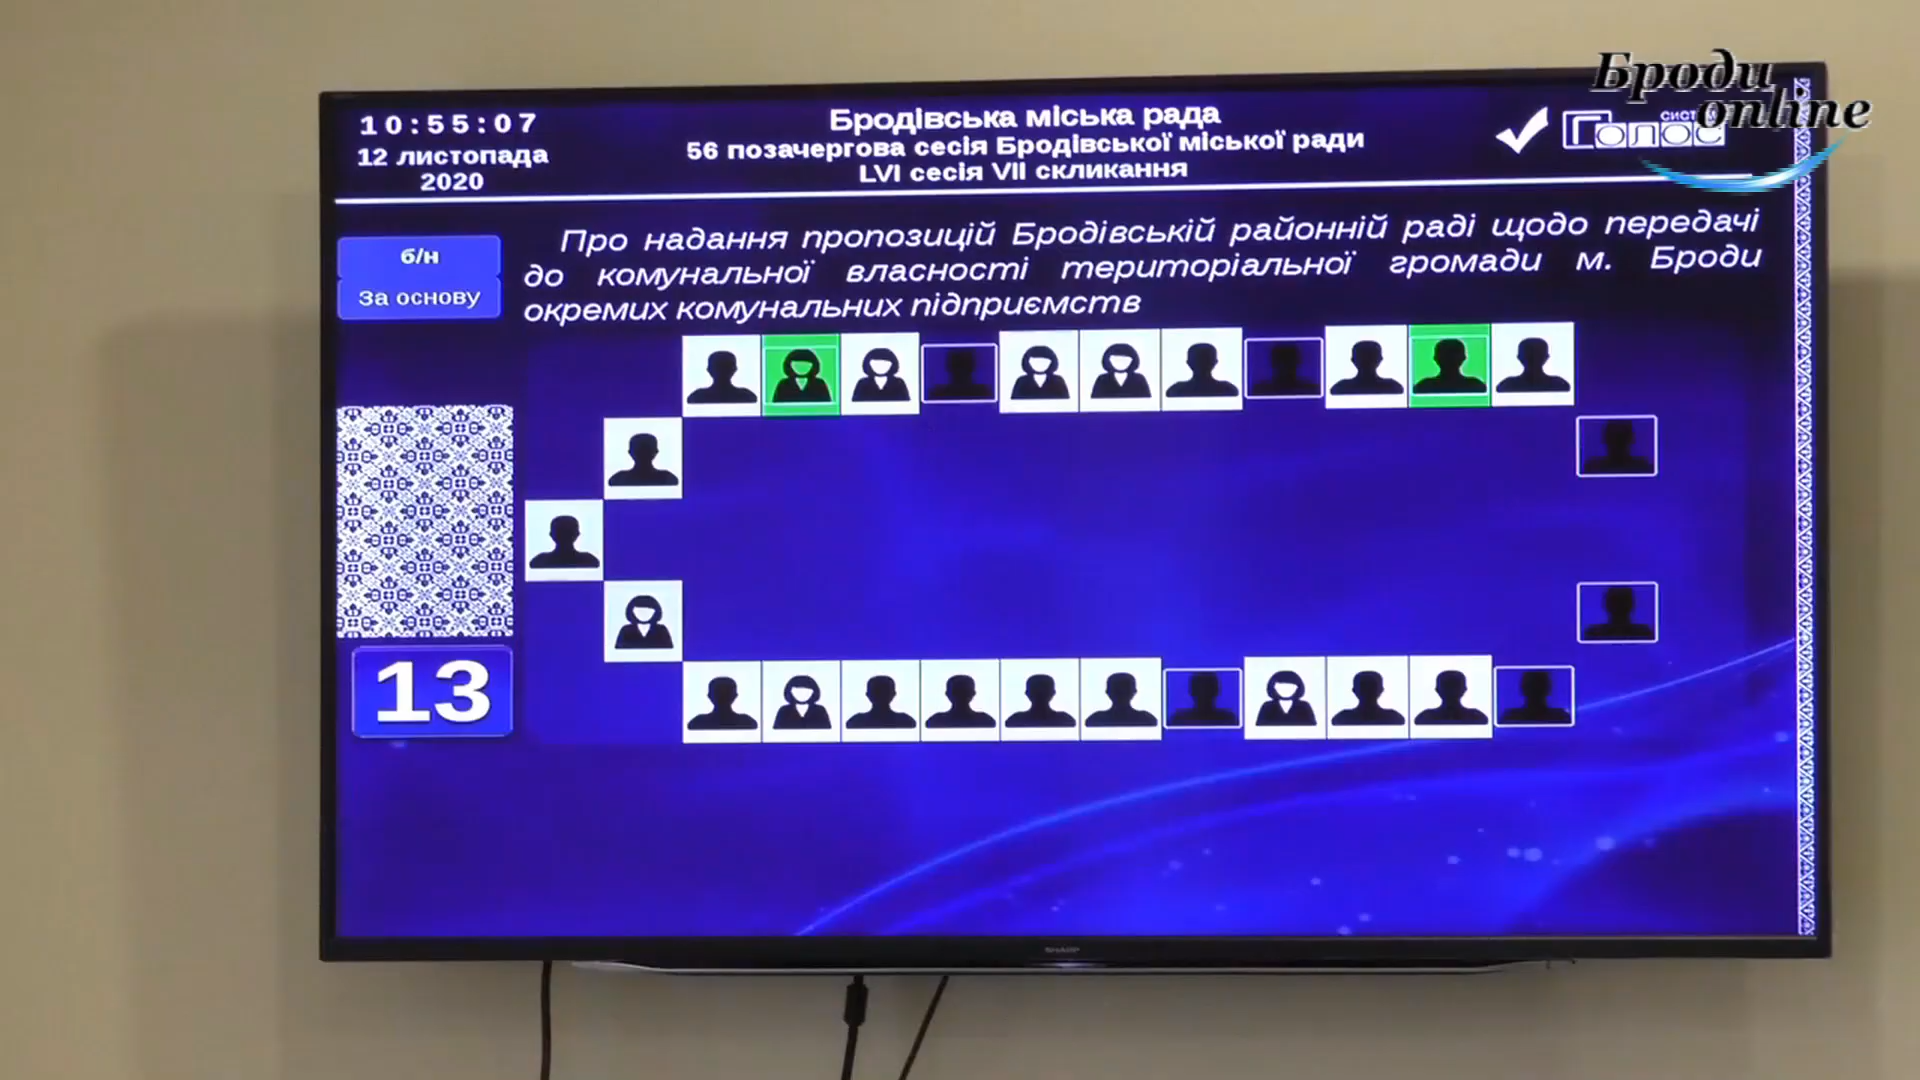 Броди
online
10:55:07
12 листопада
2020
Бродівська міська рада
56 позачергова сесія Бродівської міської ради
LVI сесія VII скликання
Голос
б/н
За основу
Про надання пропозицій Бродівській районній раді щодо передачі
до комунальної власності територіальної громади м. Броди
окремих комунальних підприємств
13
SHARP